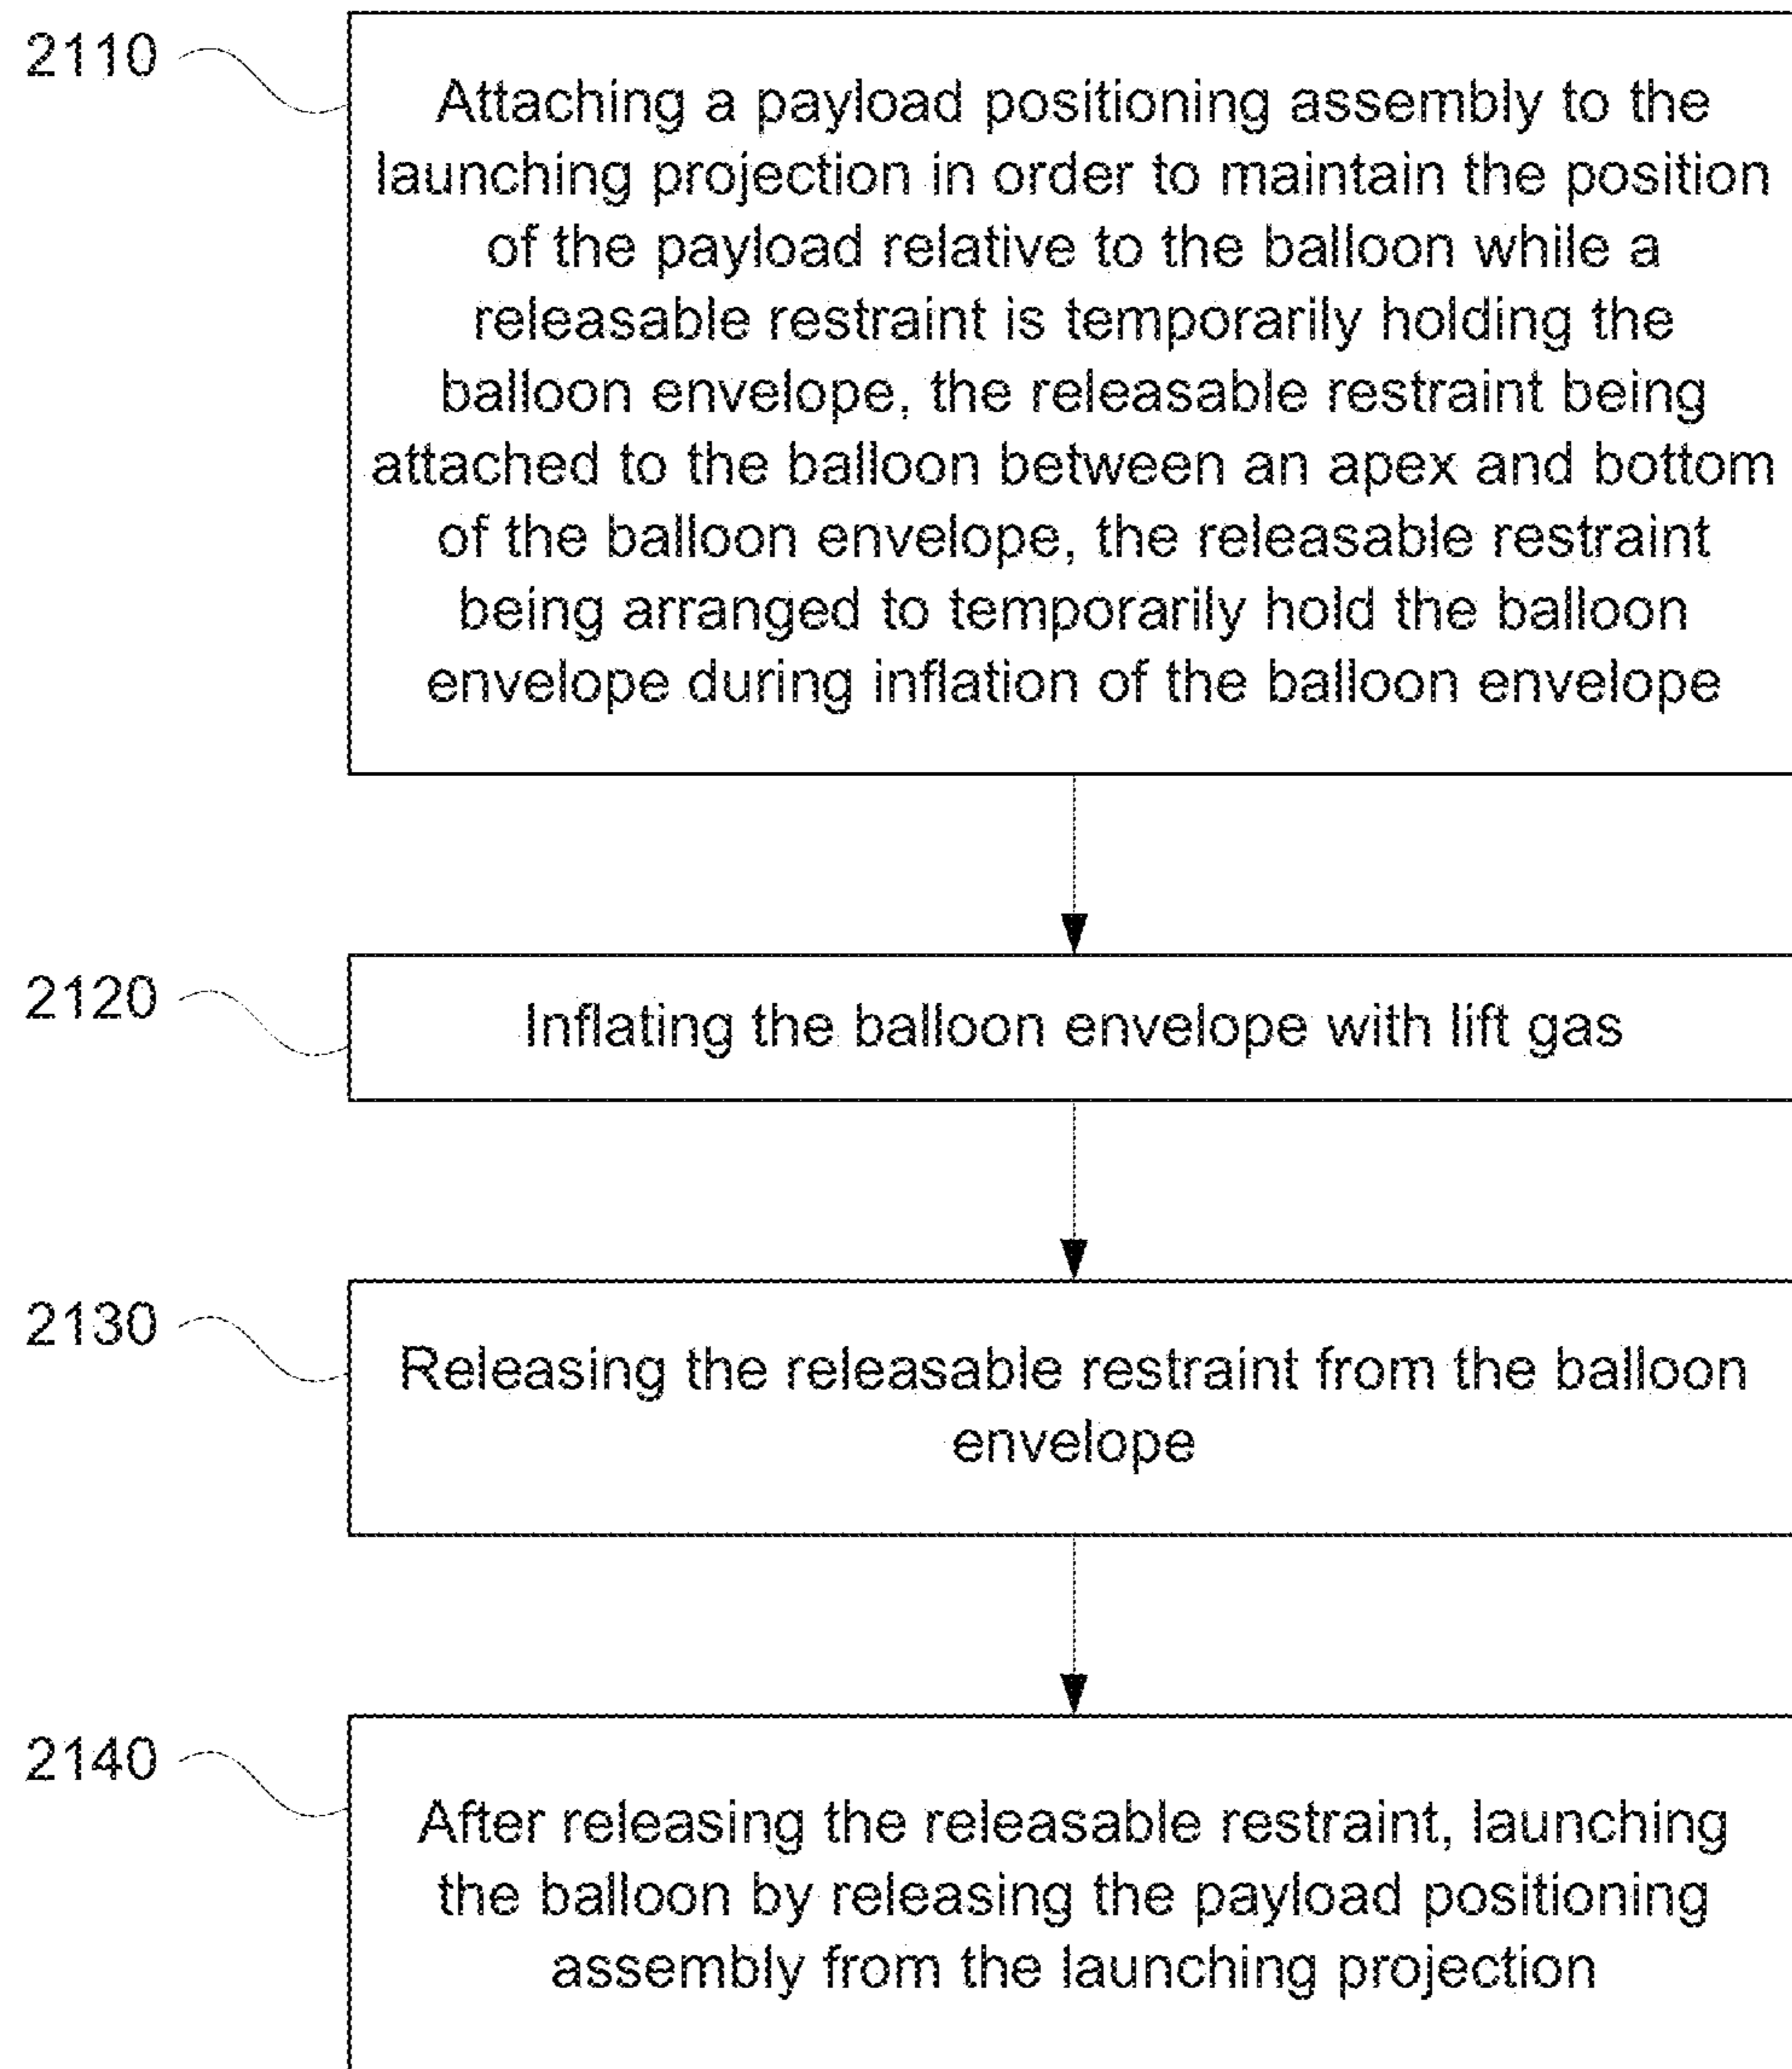 2110
Attaching a payload positioning assembly to the
launching projection in order to maintain the position
of the payload relative to the balloon while a
releasable restraint is temporarily holding the
balloon envelope, the releasable restraint being
attached to the balloon between an apex and bottom
of the balloon envelope, the releasable restraint
being arranged to temporarily hold the balloon
envelope during inflation of the balloon envelope
2120
Inflating the balloon envelope with lift gas
2130
Releasing the releasable restraint from the balloon
envelope
2140
After releasing the releasable restraint, launching
the balloon by releasing the payload positioning
assembly from the launching projection